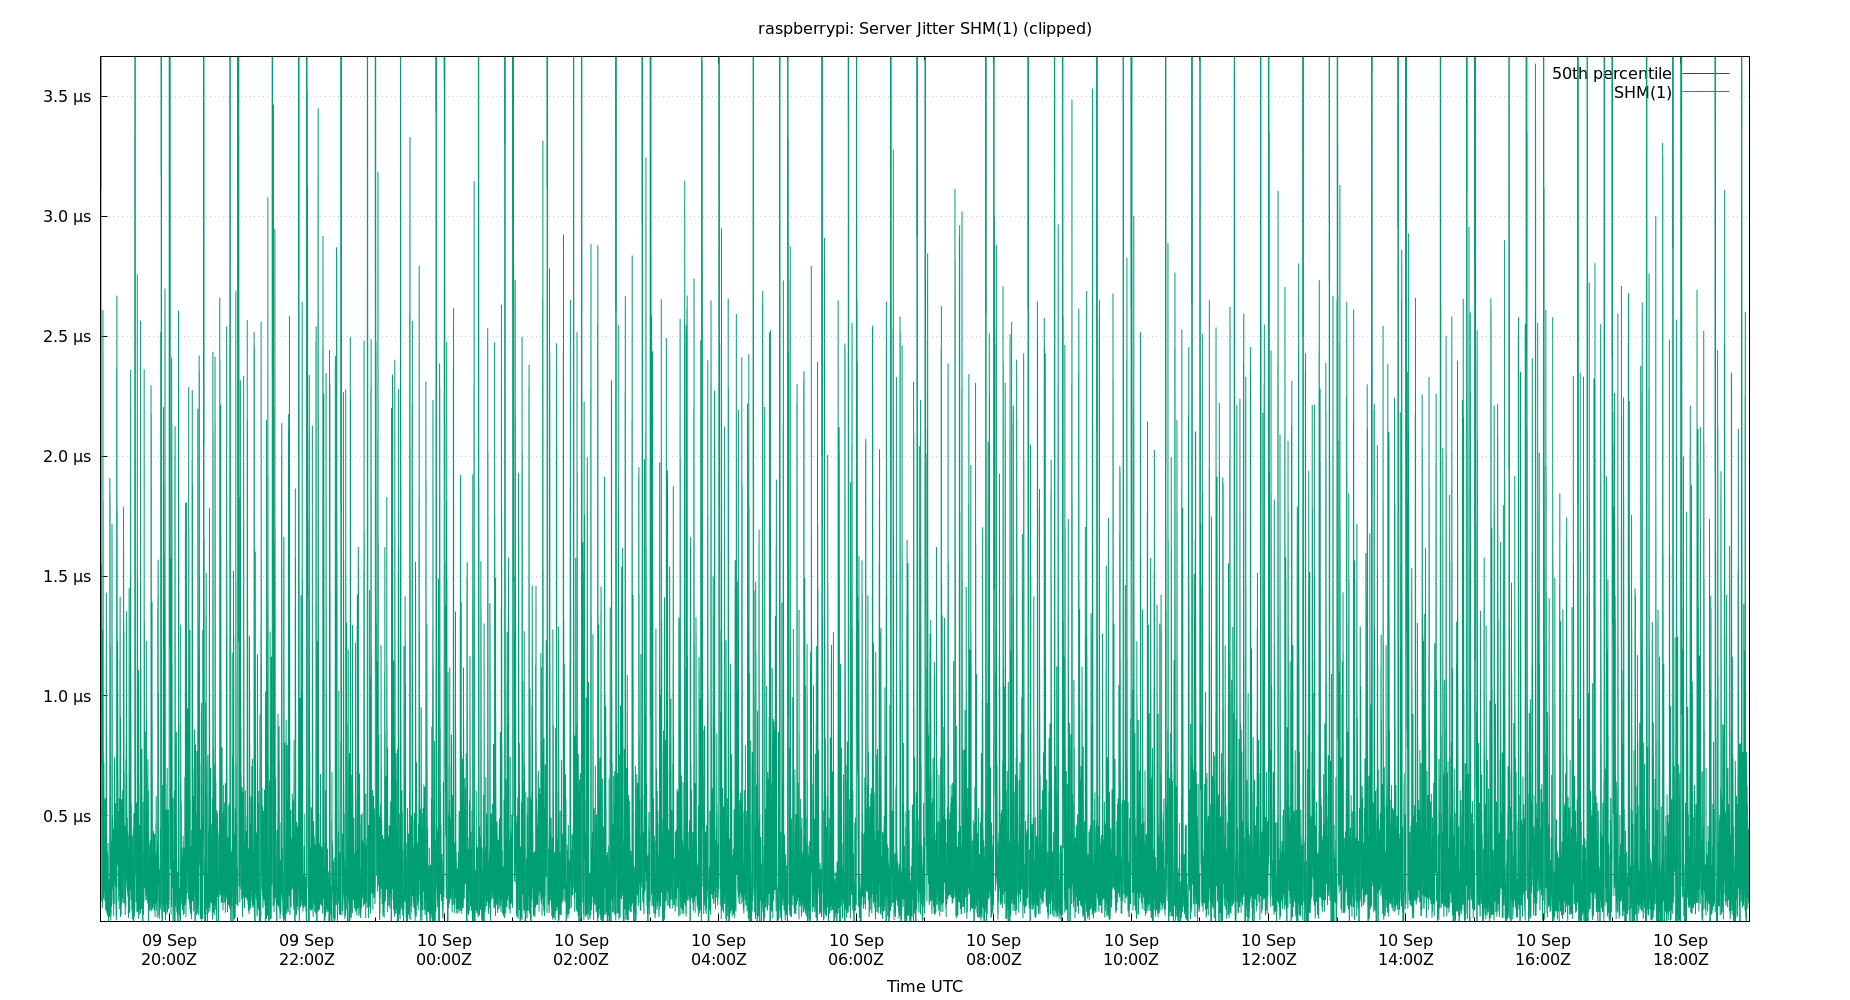 raspberrypi: Server Jitter SHM(1) (clipped)
50th percentile
SHM(1)
3.5 µs
3.0 µs
2.5 µs
2.0 µs
1.5 µs
1.0 µs
0.5 µs
09 Sep 09 Sep 10 Sep 10 Sep 10 Sep 10 Sep 10 Sep 10 Sep 10 Sep 10 Sep 10 Sep 10 Sep
20:00Z 22:00Z 00:00Z 02:00Z 04:00Z 06:00Z 08:00Z 10:00Z 12:00Z 14:00Z 16:00Z 18:00Z
Time UTC